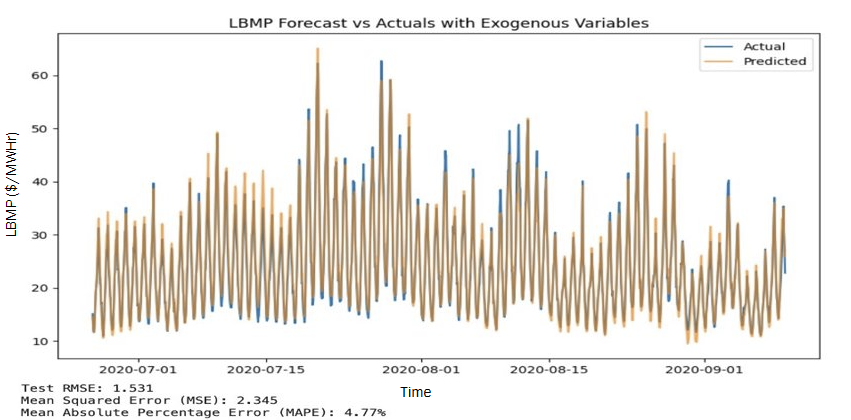 LBMP Forecast vs Actuals with Exogenous Variables
Actual
Predicted
LBMP ($/MWHr)
60
50
40
30
20
10
2020-07-01 2020-07-15 2020-08-01 2020-08-15 2020-09-01
Time
Test RMSE: 1.531
Mean Squared Error (MSE): 2.345
Mean Absolute Percentage Error (MAPE): 4.77%